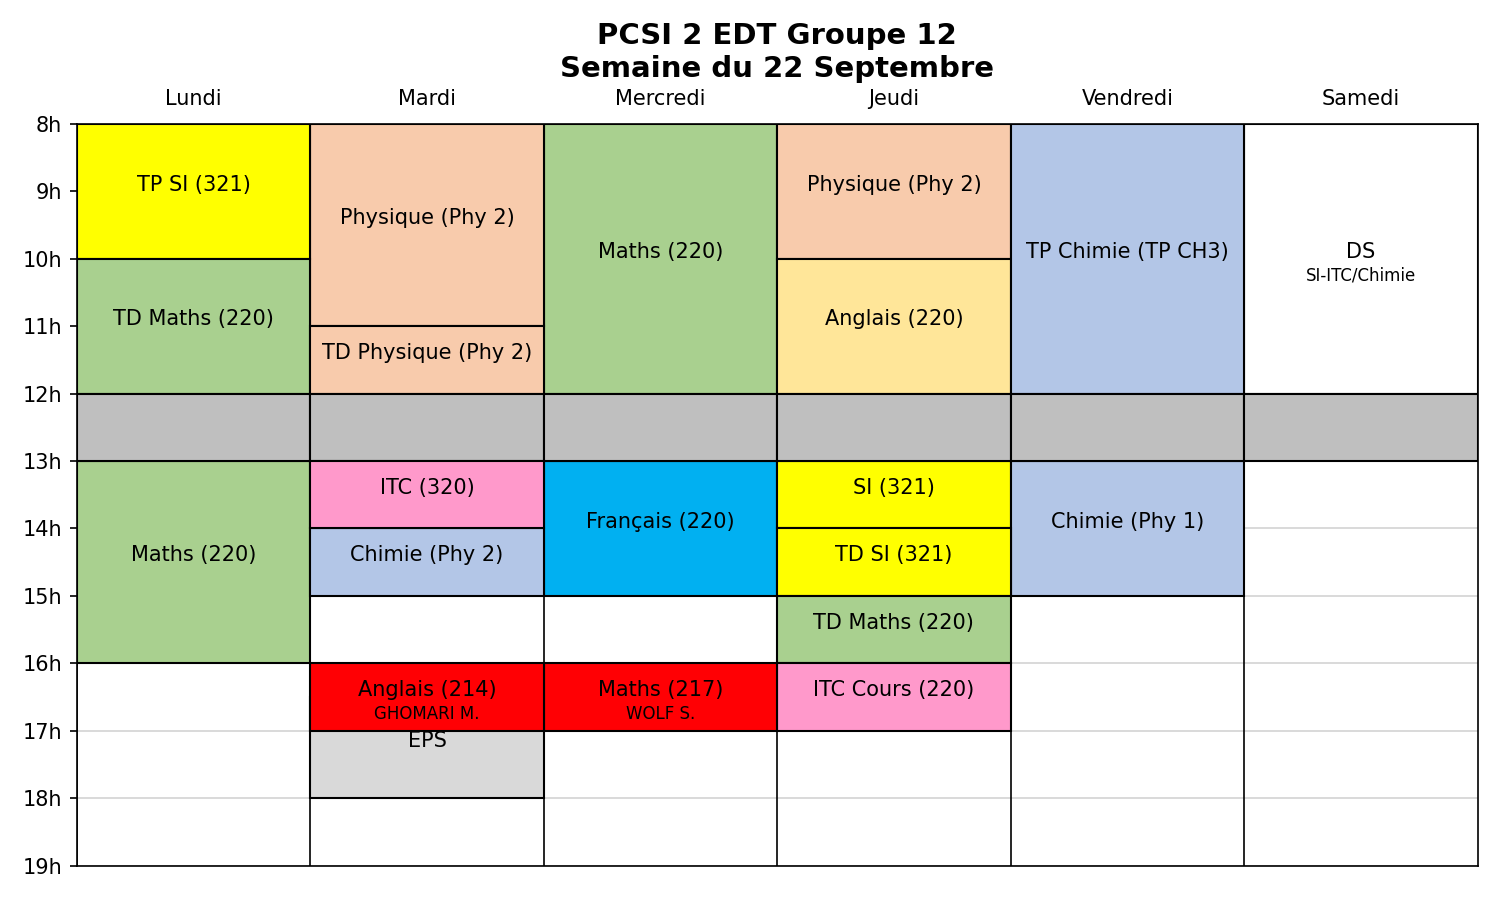 PCSI 2 EDT Groupe 12
Semaine du 22 Septembre
Lundi
Mardi
Mercredi
Jeudi
Vendredi
Samedi
8h
9h
10h
11h
12h
13h
14h
15h
16h
17h
18h
19h
TP SI (321)
TD Maths (220)
Maths (220)
Physique (Phy 2)
TD Physique (Phy 2)
ITC (320)
Chimie (Phy 2)
Anglais (214)
GHOMARI M.
EPS
Maths (220)
Français (220)
Maths (217)
WOLF S.
Physique (Phy 2)
Anglais (220)
SI (321)
TD SI (321)
TD Maths (220)
ITC Cours (220)
TP Chimie (TP CH3)
Chimie (Phy 1)
DS
SI-ITC/Chimie